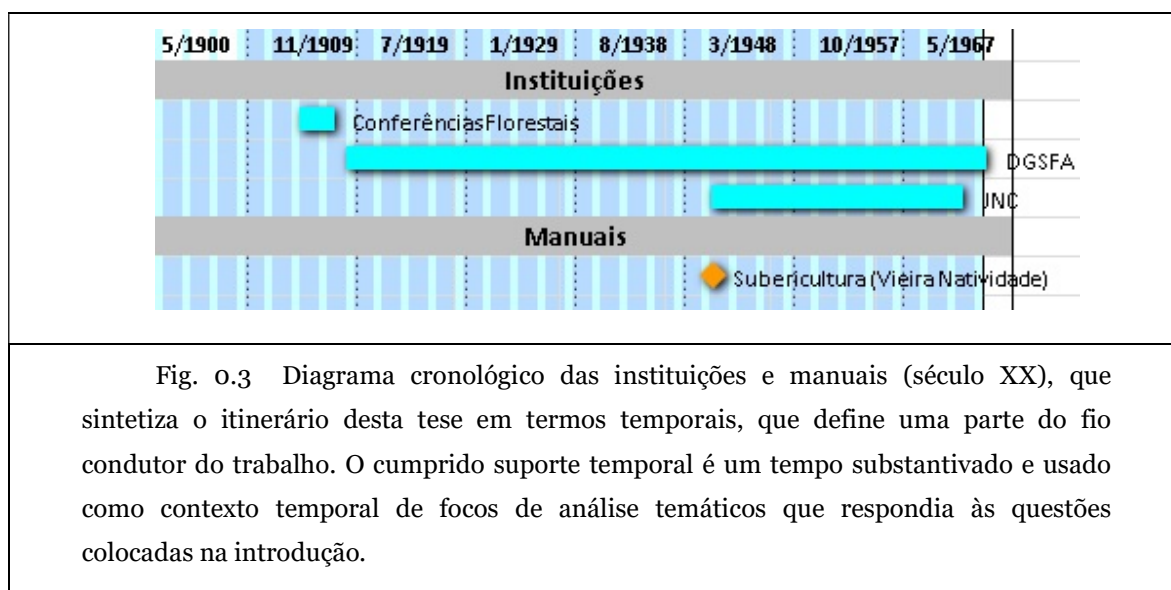 5/1900 11/1909 7/1919 1/1929 8/1938 3/1948 10/1957 5/1967
Instituições
ConferênciasFlorestais
DGSFA
JNC
Manuais
Subericultura (Vieira Natividade)
Fig. 0.3 Diagrama cronológico das instituições e manuais (século XX), que
sintetiza o itinerário desta tese em termos temporais, que define uma parte do fio
condutor do trabalho. O cumprido suporte temporal é um tempo substantivado e usado
como contexto temporal de focos de análise temáticos que respondia às questões
colocadas na introdução.